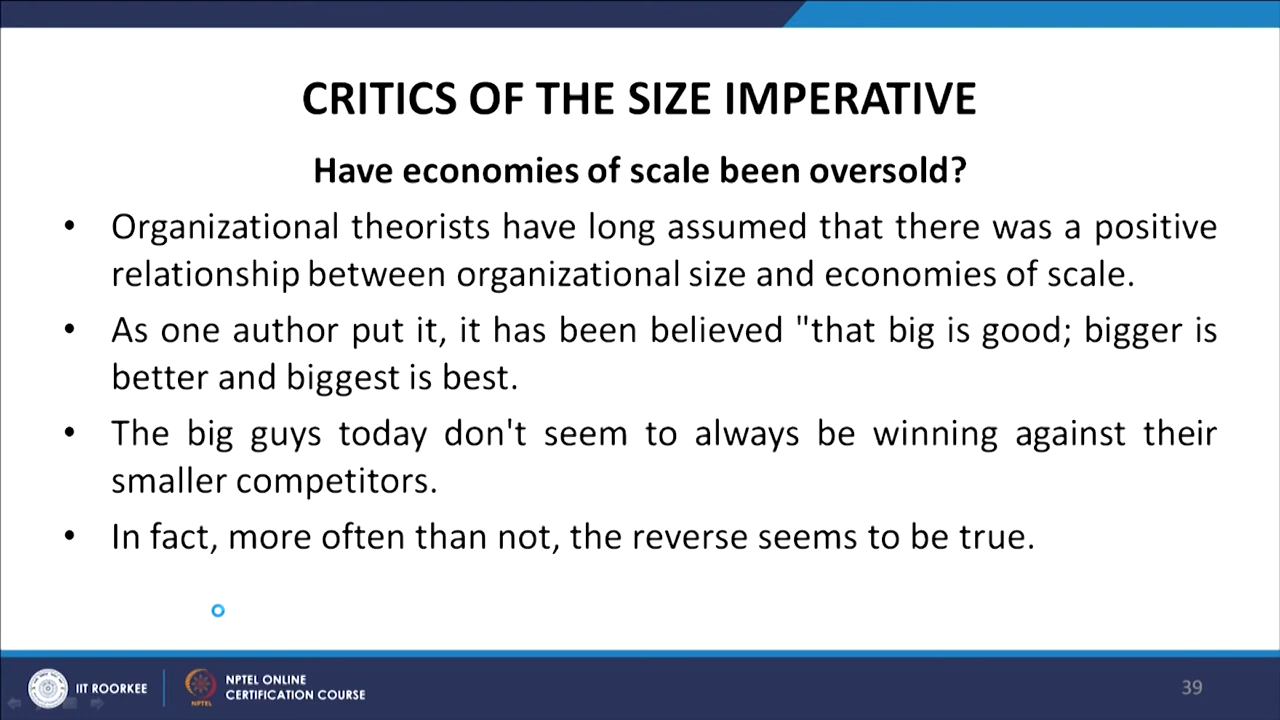 CRITICS OF THE SIZE IMPERATIVE
Have economies of scale been oversold?
• Organizational theorists have long assumed that there was a positive
relationship between organizational size and economies of scale.
• As one author put it, it has been believed "that big is good; bigger is
better and biggest is best.
• The big guys today don't seem to always be winning against their
smaller competitors.
• In fact, more often than not, the reverse seems to be true.
IIT ROORKEE
NPTEL
NPTEL ONLINE
CERTIFICATION COURSE
39